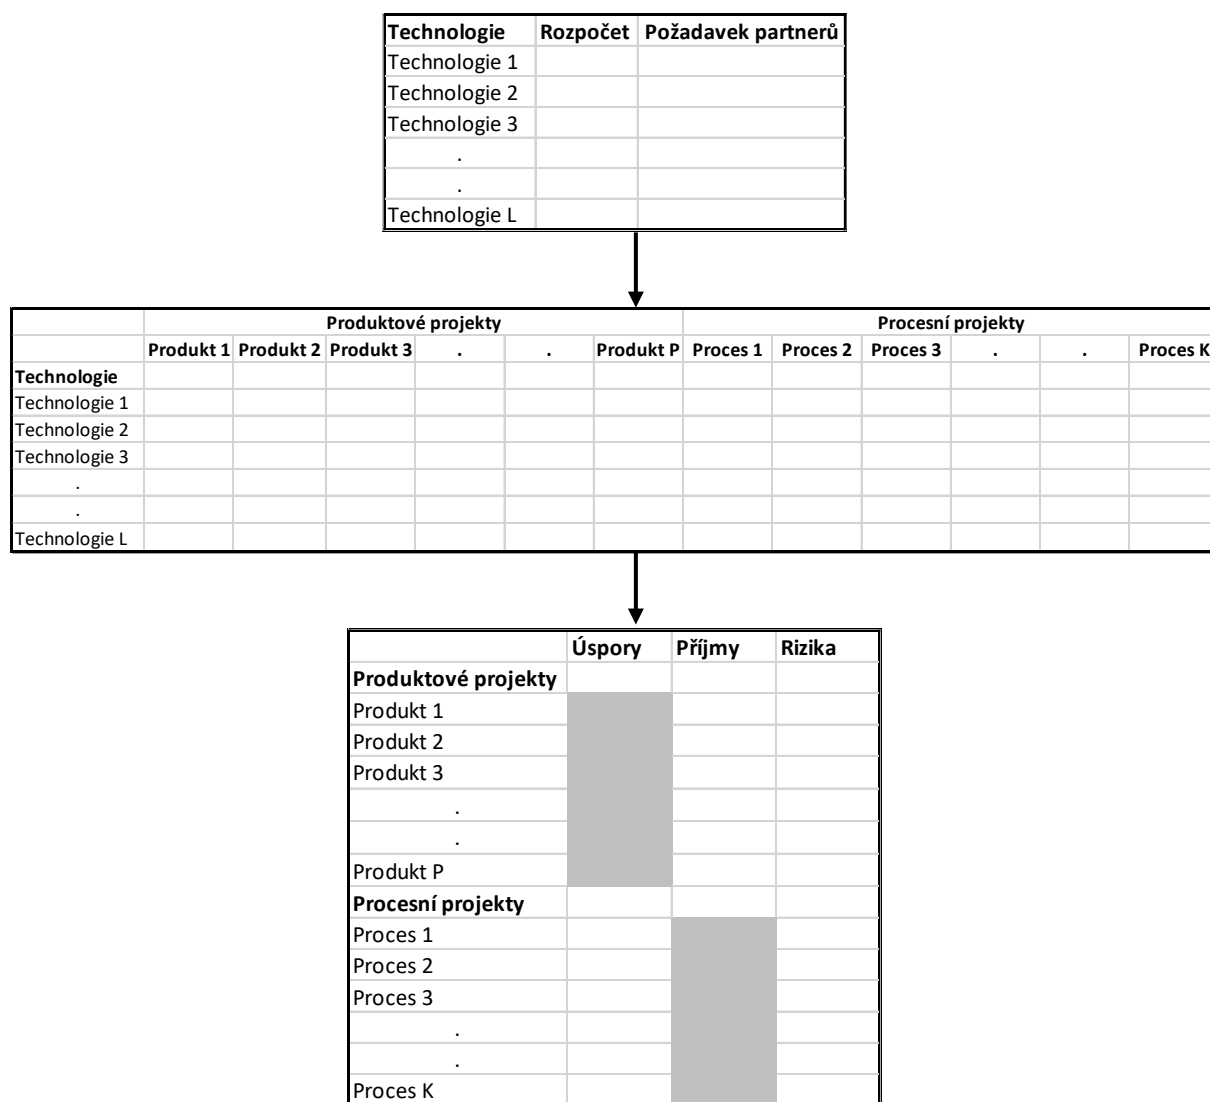 Technologie Rozpočet Požadavek partnerů
Technologie 1
Technologie 2
Technologie 3
.
.
Technologie L
Produktové projekty Procesní projekty
Produkt 1 Produkt 2 Produkt 3 . . Produkt P Proces 1 Proces 2 Proces 3 . . Proces K
Technologie
Technologie 1
Technologie 2
Technologie 3
.
.
Technologie L
Úspory Příjmy Rizika
Produktové projekty
Produkt 1
Produkt 2
Produkt 3
.
.
Produkt P
Procesní projekty
Proces 1
Proces 2
Proces 3
.
.
Proces K